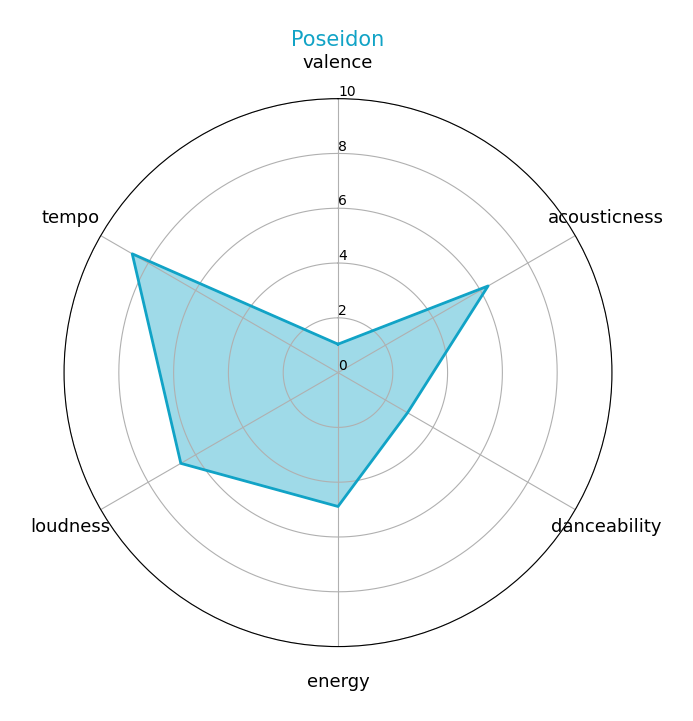 Poseidon
valence
10
8
tempo
acousticness
6
4
2
0
loudness
danceability
energy